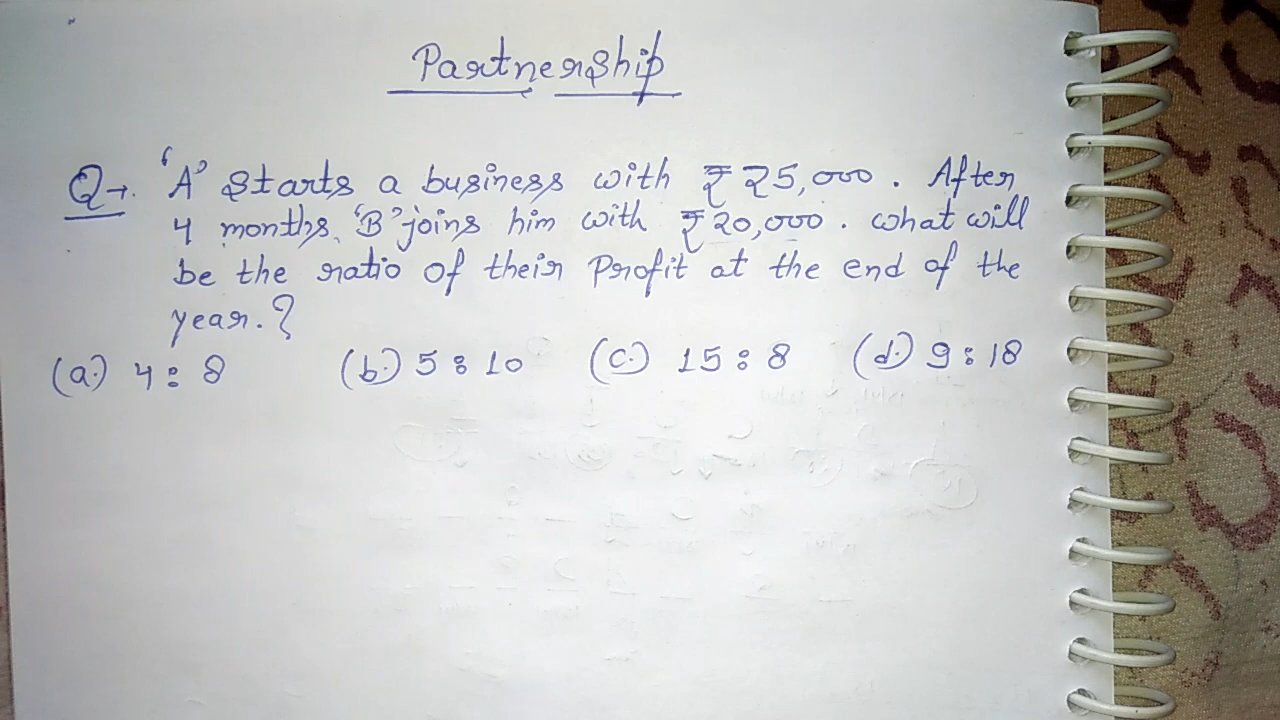 Partnership
Q→. 'A' starts a business with ₹25,000. After
4 months, 'B' joins him with ₹20,000. what will
be the ratio of their Profit at the end of the
year.?
(a.) 4:8 (b.) 5:10 (c.) 15:8 (d.) 9:18